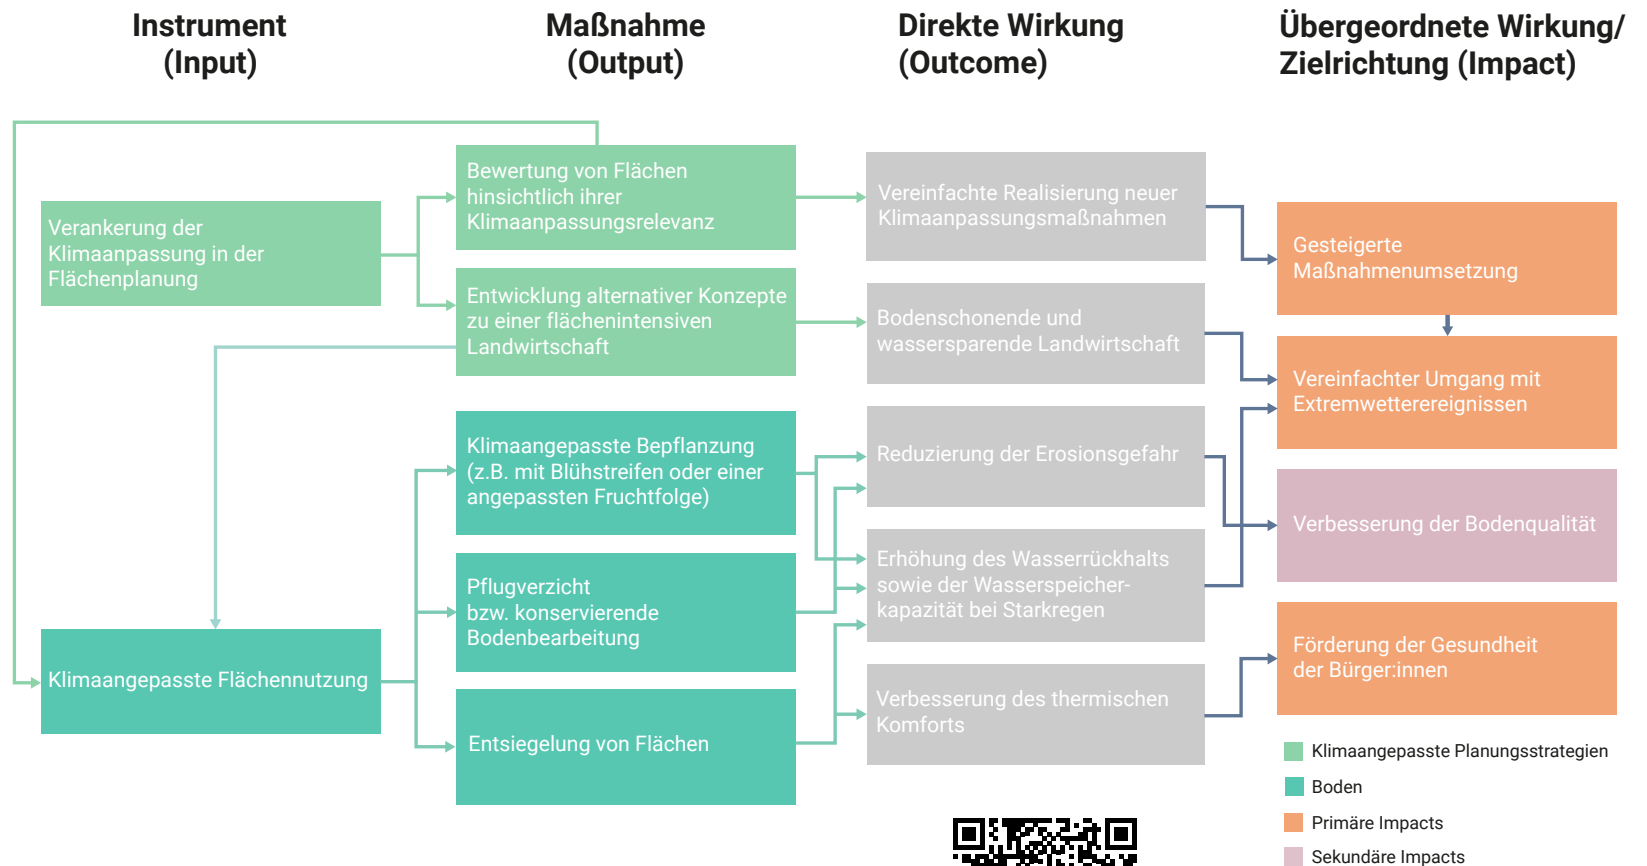 Instrument
(Input)
Maßnahme
(Output)
Direkte Wirkung
(Outcome)
Übergeordnete Wirkung/
Zielrichtung (Impact)
Verankerung der
Klimaanpassung in der
Flächenplanung
Klimaangepasste Flächennutzung
Bewertung von Flächen
hinsichtlich ihrer
Klimaanpassungsrelevanz
Entwicklung alternativer Konzepte
zu einer flächenintensiven
Landwirtschaft
Klimaangepasste Bepflanzung
(z.B. mit Blühstreifen oder einer
angepassten Fruchtfolge)
Pflugverzicht
bzw. konservierende
Bodenbearbeitung
Entsiegelung von Flächen
Vereinfachte Realisierung neuer
Klimaanpassungsmaßnahmen
Bodenschonende und
wassersparende Landwirtschaft
Reduzierung der Erosionsgefahr
Erhöhung des Wasserrückhalts
sowie der Wasserspeicher-
kapazität bei Starkregen
Verbesserung des thermischen
Komforts
Gesteigerte
Maßnahmenumsetzung
Vereinfachter Umgang mit
Extremwetterereignissen
Verbesserung der Bodenqualität
Förderung der Gesundheit
der Bürger:innen
Klimaangepasste Planungsstrategien
Boden
Primäre Impacts
Sekundäre Impacts